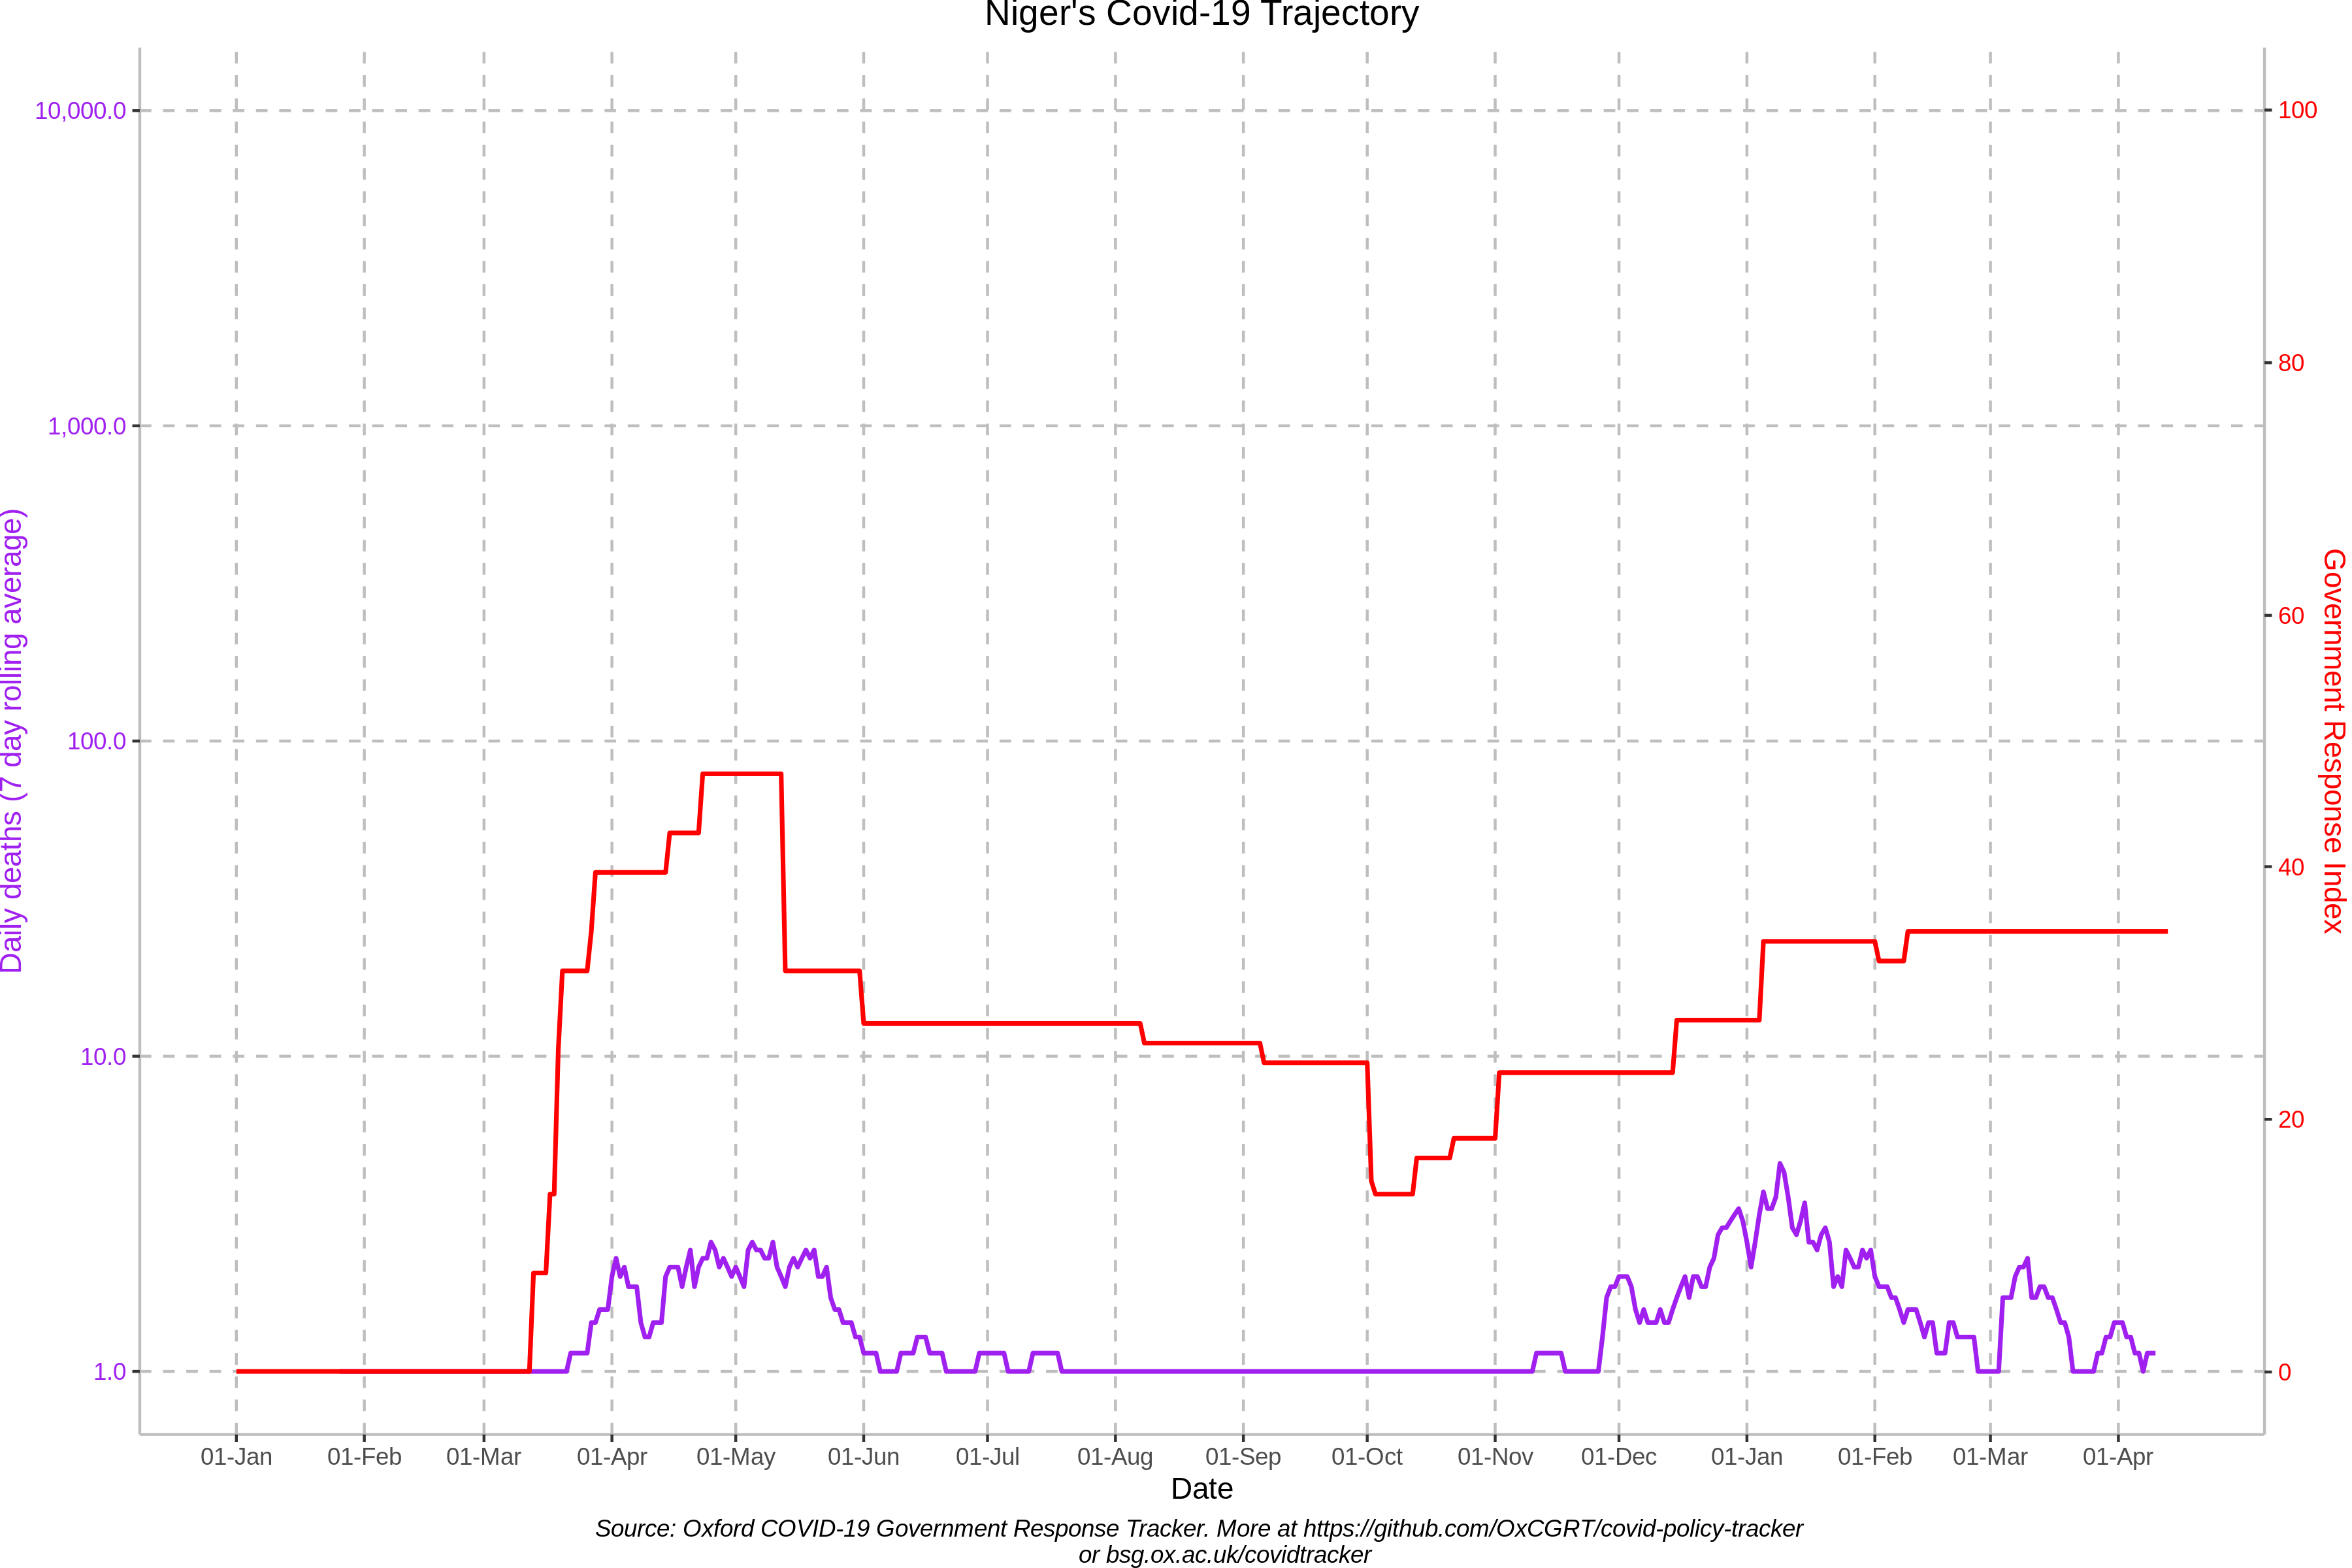 Niger's Covid-19 Trajectory
10,000.0
1,000.0
100.0
10.0
1.0
Daily deaths (7 day rolling average)
100
80
60
40
20
0
Government Response Index
01-Jan 01-Feb 01-Mar 01-Apr 01-May 01-Jun 01-Jul 01-Aug 01-Sep 01-Oct 01-Nov 01-Dec 01-Jan 01-Feb 01-Mar 01-Apr
Date
Source: Oxford COVID-19 Government Response Tracker. More at https://github.com/OxCGRT/covid-policy-tracker
or bsg.ox.ac.uk/covidtracker